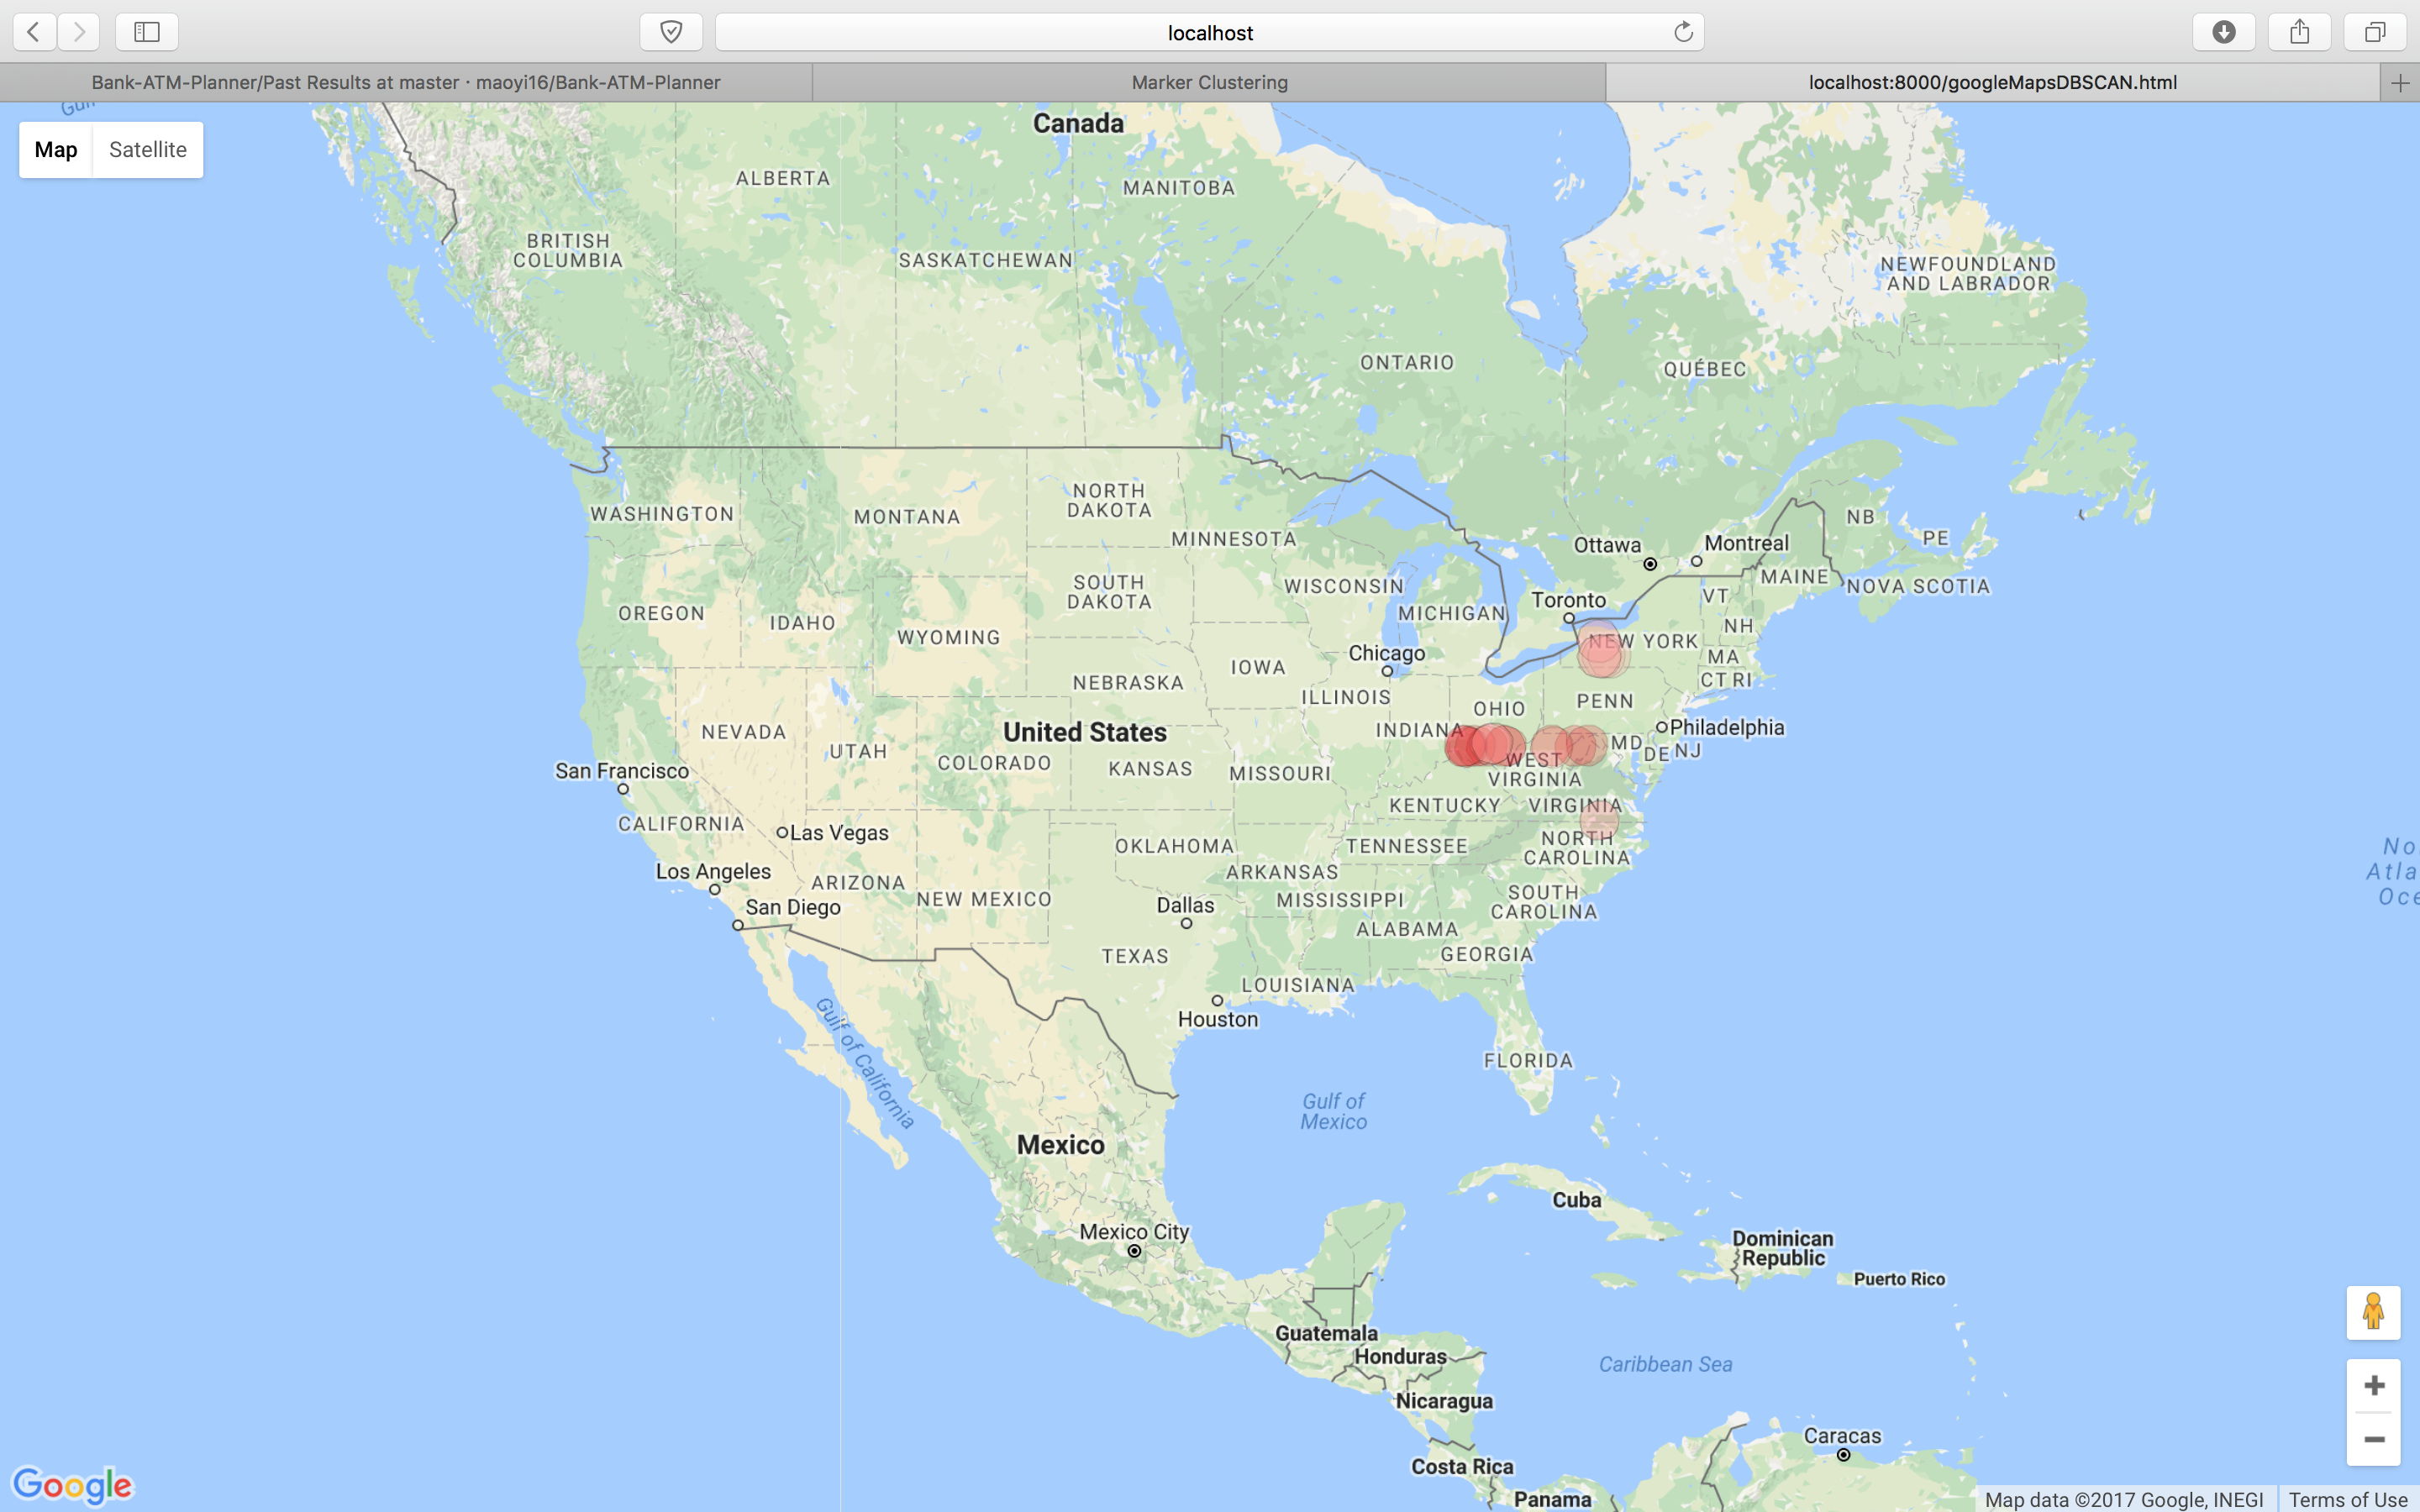 localhost
Bank-ATM-Planner/Past Results at master · maoyi16/Bank-ATM-Planner
Marker Clustering
localhost:8000/googleMapsDBSCAN.html
Map
Satellite
Canada
ALBERTA
MANITOBA
BRITISH
COLUMBIA
SASKATCHEWAN
NEWFOUNDLAND
AND LABRADOR
ONTARIO
QUÉBEC
NORTH
DAKOTA
WASHINGTON
MONTANA
MINNESOTA
NB
PE
Ottawa
Montreal
MAINE
NOVA SCOTIA
SOUTH
DAKOTA
WISCONSIN
MICHIGAN
Toronto
VT
NH
OREGON
IDAHO
WYOMING
NEW YORK
MA
CT RI
Chicago
IOWA
NEBRASKA
ILLINOIS
OHIO
PENN
INDIANA
Philadelphia
MD
DE
NJ
United States
NEVADA
UTAH
COLORADO
KANSAS
MISSOURI
WEST
VIRGINIA
San Francisco
KENTUCKY
VIRGINIA
CALIFORNIA
Las Vegas
OKLAHOMA
TENNESSEE
NORTH
CAROLINA
Los Angeles
ARIZONA
NEW MEXICO
ARKANSAS
San Diego
Dallas
MISSISSIPPI
SOUTH
CAROLINA
ALABAMA
TEXAS
GEORGIA
LOUISIANA
Houston
Gulf of California
FLORIDA
Gulf of
Mexico
Mexico
Cuba
Mexico City
Dominican
Republic
Puerto Rico
Guatemala
Honduras
Caribbean Sea
Nicaragua
Caracas
Costa Rica
Panama
Google
Map data ©2017 Google, INEGI
Terms of Use